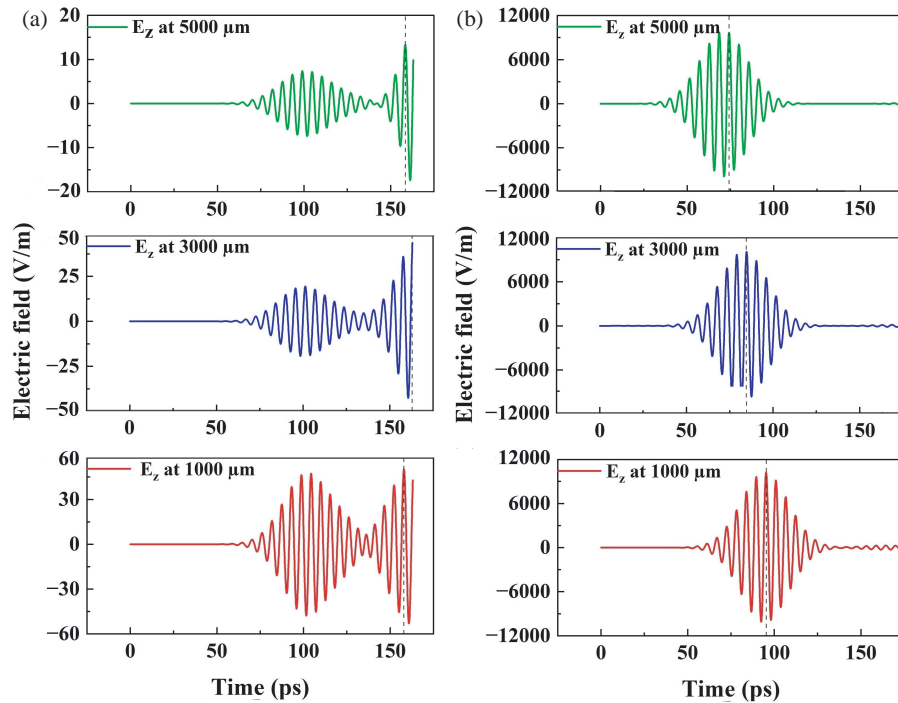 (a)
E_z at 5000 μm
20
10
0
−10
−20
0 50 100 150
E_z at 3000 μm
50
25
0
−25
−50
0 50 100 150
E_z at 1000 μm
60
30
0
−30
−60
0 50 100 150
Electric field (V/m)
Time (ps)
(b)
E_z at 5000 μm
12000
6000
0
−6000
−12000
0 50 100 150
E_z at 3000 μm
12000
6000
0
−6000
−12000
0 50 100 150
E_z at 1000 μm
12000
6000
0
−6000
−12000
0 50 100 150
Electric field (V/m)
Time (ps)